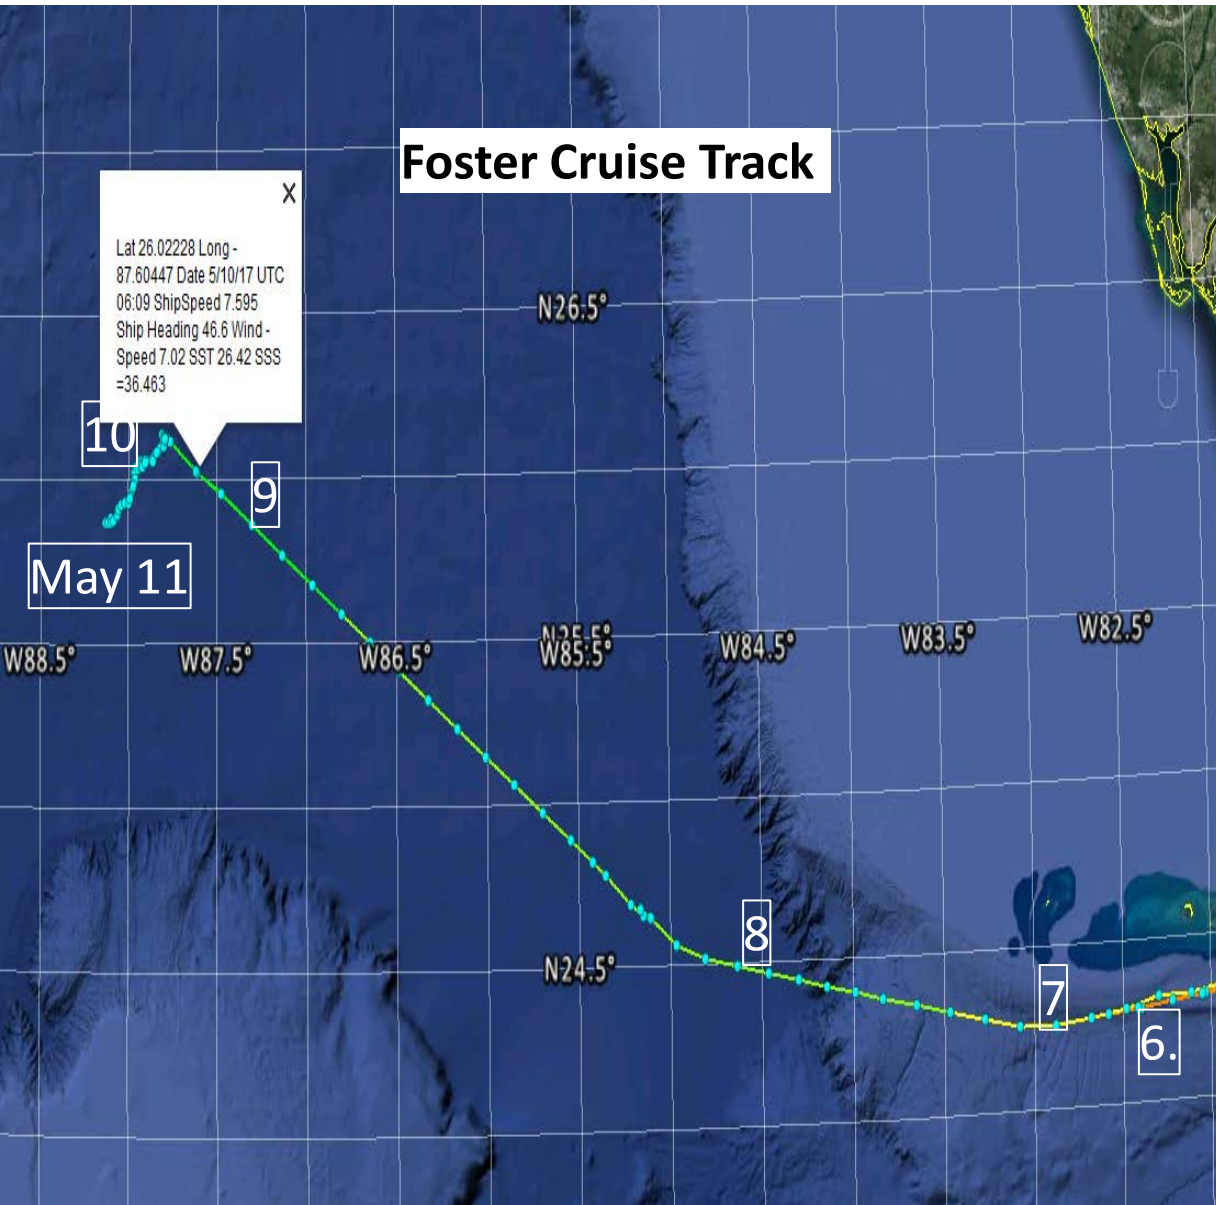 Foster Cruise Track
X
Lat 26.02228 Long -
87.60447 Date 5/10/17 UTC
06:09 ShipSpeed 7.595
Ship Heading 46.6 Wind -
Speed 7.02 SST 26.42 SSS
=36.463
N26.5°
10
9
May 11
N25.5°
W88.5°
W87.5°
W86.5°
W85.5°
W84.5°
W83.5°
W82.5°
8
N24.5°
7
6.